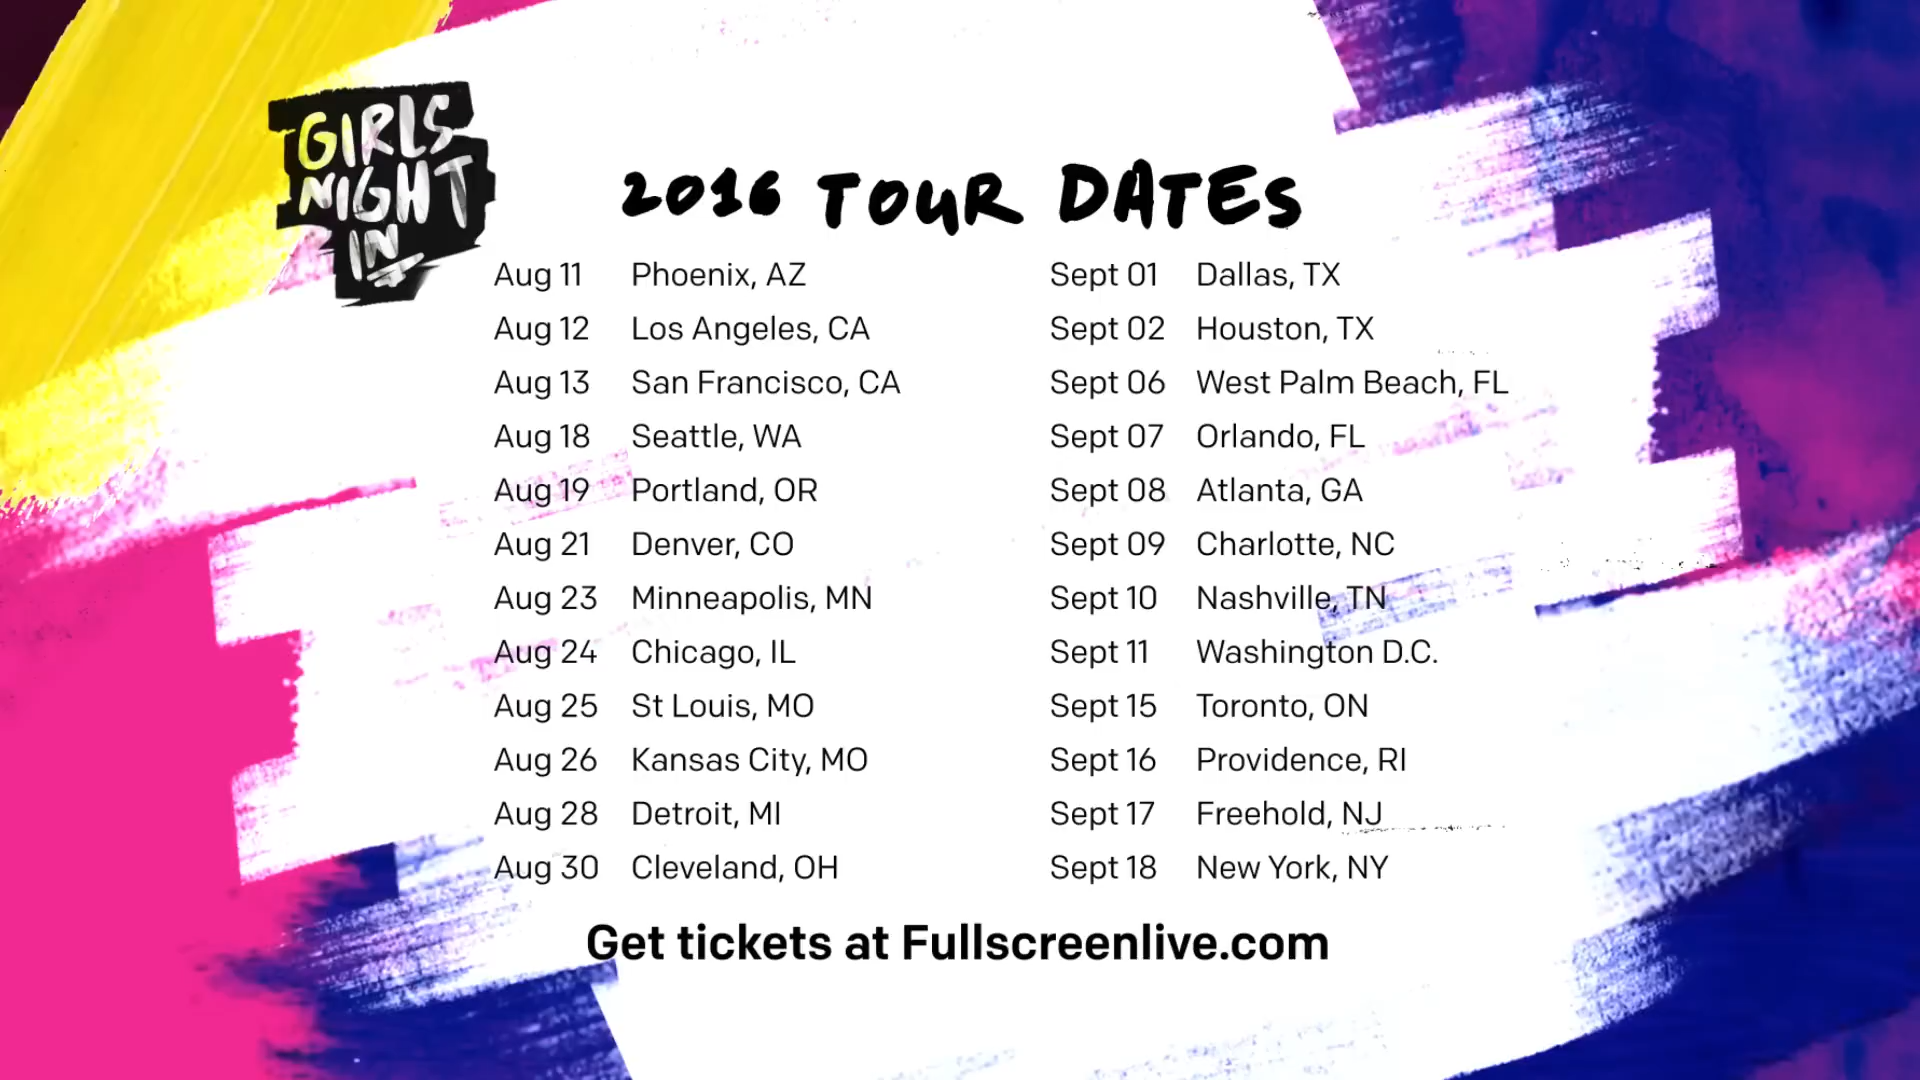 GIRLS
NIGHT
IN
2016 TOUR DATES
Aug 11 Phoenix, AZ
Aug 12 Los Angeles, CA
Aug 13 San Francisco, CA
Aug 18 Seattle, WA
Aug 19 Portland, OR
Aug 21 Denver, CO
Aug 23 Minneapolis, MN
Aug 24 Chicago, IL
Aug 25 St Louis, MO
Aug 26 Kansas City, MO
Aug 28 Detroit, MI
Aug 30 Cleveland, OH
Sept 01 Dallas, TX
Sept 02 Houston, TX
Sept 06 West Palm Beach, FL
Sept 07 Orlando, FL
Sept 08 Atlanta, GA
Sept 09 Charlotte, NC
Sept 10 Nashville, TN
Sept 11 Washington D.C.
Sept 15 Toronto, ON
Sept 16 Providence, RI
Sept 17 Freehold, NJ
Sept 18 New York, NY
Get tickets at Fullscreenlive.com